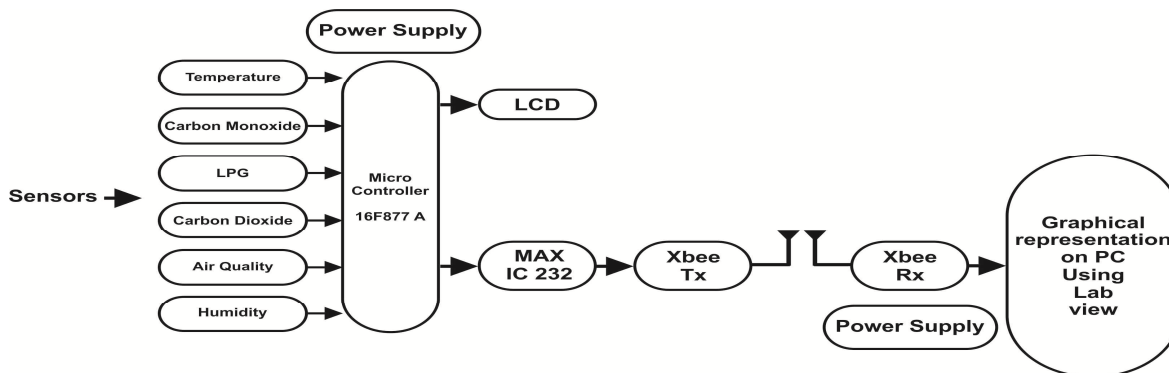 Power Supply
Temperature
Carbon Monoxide
LPG
Carbon Dioxide
Air Quality
Humidity
Sensors
Micro
Controller
16F877 A
LCD
MAX
IC 232
Xbee
Tx
Xbee
Rx
Power Supply
Graphical
representation
on PC
Using
Lab
view